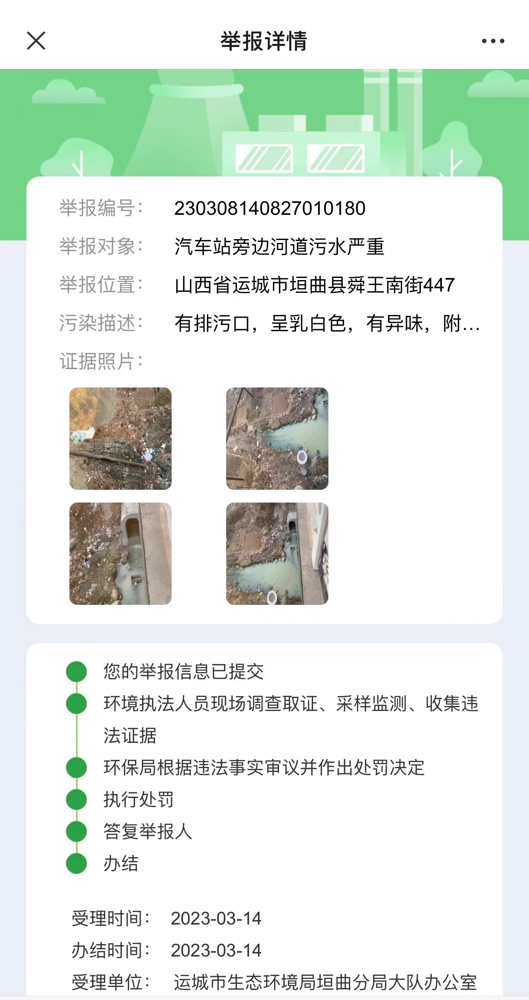 举报详情
举报编号： 230308140827010180
举报对象： 汽车站旁边河道污水严重
举报位置： 山西省运城市垣曲县舜王南街447
污染描述： 有排污口，呈乳白色，有异味，附...
证据照片：
您的举报信息已提交
环境执法人员现场调查取证、采样监测、收集违
法证据
环保局根据违法事实审议并作出处罚决定
执行处罚
答复举报人
办结
受理时间： 2023-03-14
办结时间： 2023-03-14
受理单位： 运城市生态环境局垣曲分局大队办公室